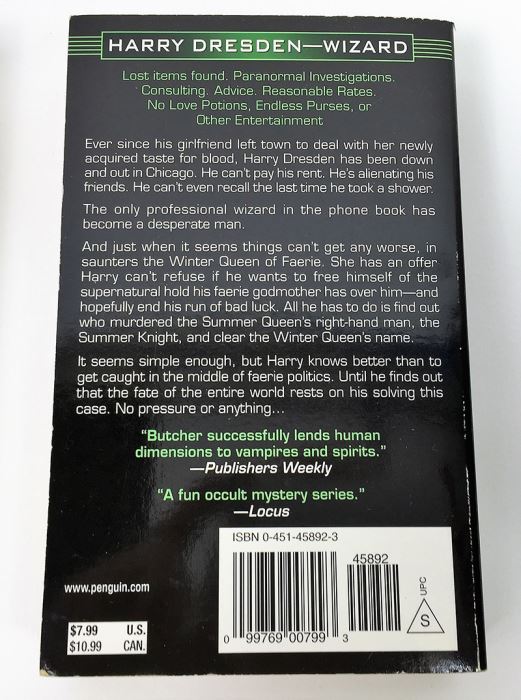 HARRY DRESDEN—WIZARD
Lost items found. Paranormal Investigations.
Consulting. Advice. Reasonable Rates.
No Love Potions, Endless Purses, or
Other Entertainment
Ever since his girlfriend left town to deal with her newly
acquired taste for blood, Harry Dresden has been down
and out in Chicago. He can't pay his rent. He's alienating his
friends. He can't even recall the last time he took a shower.
The only professional wizard in the phone book has
become a desperate man.
And just when it seems things can't get any worse, in
saunters the Winter Queen of Faerie. She has an offer
Harry can't refuse if he wants to free himself of the
supernatural hold his faerie godmother has over him—and
hopefully end his run of bad luck. All he has to do is find out
who murdered the Summer Queen's right-hand man, the
Summer Knight, and clear the Winter Queen's name.
It seems simple enough, but Harry knows better than to
get caught in the middle of faerie politics. Until he finds out
that the fate of the entire world rests on his solving this
case. No pressure or anything...
"Butcher successfully lends human
dimensions to vampires and spirits."
—Publishers Weekly
"A fun occult mystery series."
—Locus
ISBN 0-451-45892-3
45892
UPC
S
0 99769 00799 3
www.penguin.com
$7.99 U.S.
$10.99 CAN.